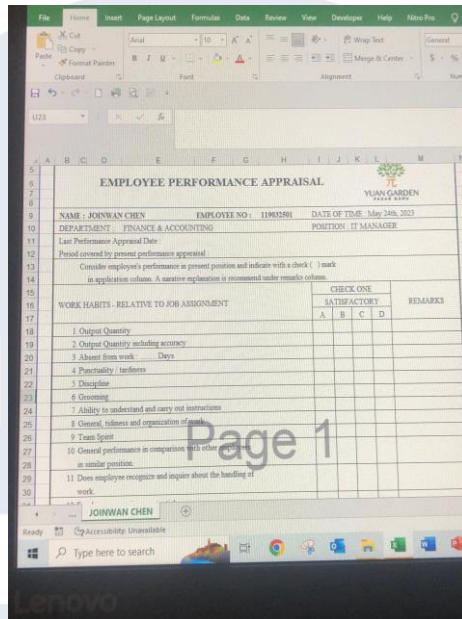 File Home Insert Page Layout Formulas Data Review View Developer Help Nitro Pro
Cut
Copy
Format Painter
Paste
Arial 10
Wrap Text
Merge & Center
General
Clipboard Font Alignment
U23
A B C D E F G H I J K L M
EMPLOYEE PERFORMANCE APPRAISAL
YUAN GARDEN
PASAR BARU
NAME : JOINWAN CHEN EMPLOYEE NO : 119032501 DATE OF TIME : May 24th, 2023
DEPARTMENT : FINANCE & ACCOUNTING POSITION : IT MANAGER
Last Performance Appraisal Date :
Period covered by present performance appraisal :
Consider employee's performance in present position and indicate with a check ( ) mark
in application column. A narative explanation is recommend under remarks column.
CHECK ONE
WORK HABITS - RELATIVE TO JOB ASSIGNMENT SATISFACTORY REMARKS
A B C D
1 Output Quantity
2 Output Quantity including accuracy
3 Absent from work : ____ Days
4 Punctuality / tardiness
5 Discipline
6 Grooming
7 Ability to understand and carry out instructions
8 General, tidiness and organization of work
9 Team Spirit
10 General performance in comparison with other employees
in similar position.
11 Does employee recognize and inquire about the handling of
work.
Page 1
JOINWAN CHEN
Ready Accessibility: Unavailable
Type here to search
Lenovo